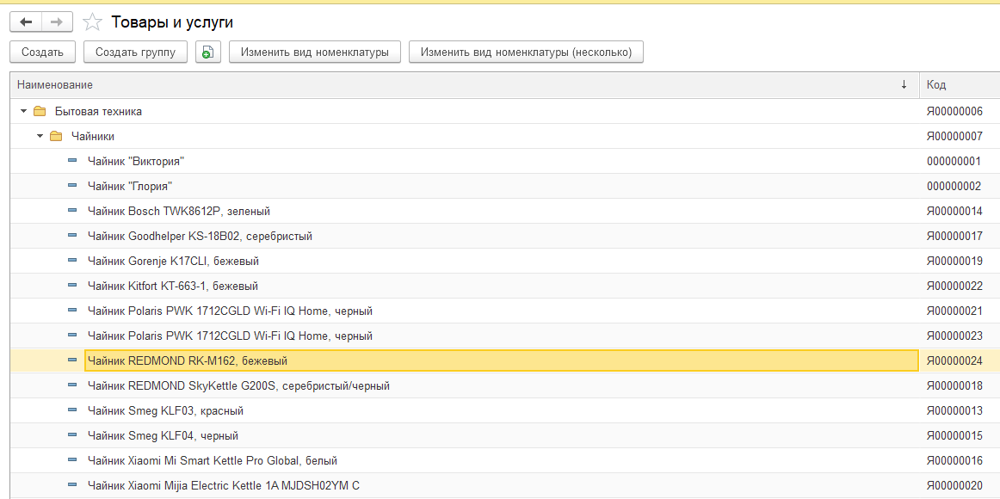 Товары и услуги
Создать Создать группу Изменить вид номенклатуры Изменить вид номенклатуры (несколько)
Наименование ↓ Код
Бытовая техника Я00000006
Чайники Я00000007
Чайник "Виктория" 000000001
Чайник "Глория" 000000002
Чайник Bosch TWK8612P, зеленый Я00000014
Чайник Goodhelper KS-18B02, серебристый Я00000017
Чайник Gorenje K17CLI, бежевый Я00000019
Чайник Kitfort KT-663-1, бежевый Я00000022
Чайник Polaris PWK 1712CGLD Wi-Fi IQ Home, черный Я00000021
Чайник Polaris PWK 1712CGLD Wi-Fi IQ Home, черный Я00000023
Чайник REDMOND RK-M162, бежевый Я00000024
Чайник REDMOND SkyKettle G200S, серебристый/черный Я00000018
Чайник Smeg KLF03, красный Я00000013
Чайник Smeg KLF04, черный Я00000015
Чайник Xiaomi Mi Smart Kettle Pro Global, белый Я00000016
Чайник Xiaomi Mijia Electric Kettle 1A MJDSH02YM C Я00000020